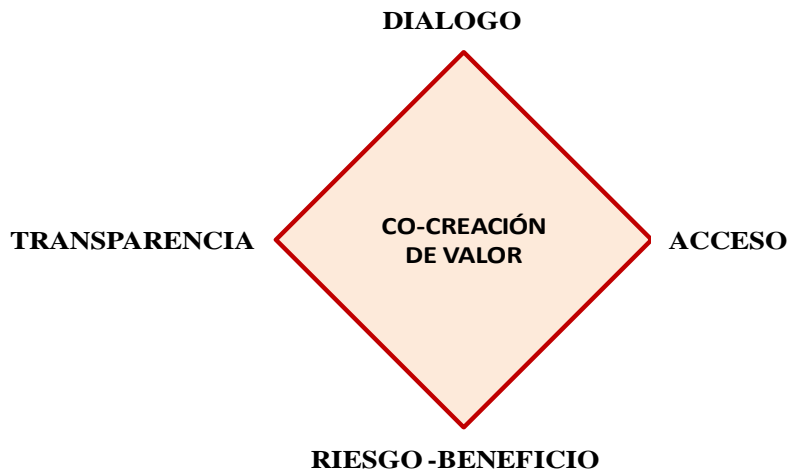 DIALOGO
TRANSPARENCIA
CO-CREACIÓN
DE VALOR
ACCESO
RIESGO -BENEFICIO